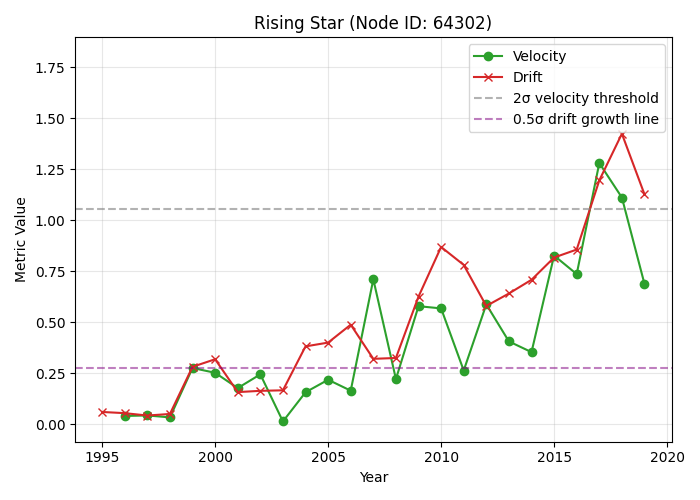 Rising Star (Node ID: 64302)
Velocity
Drift
2σ velocity threshold
0.5σ drift growth line
Metric Value
1.75
1.50
1.25
1.00
0.75
0.50
0.25
0.00
1995
2000
2005
2010
2015
2020
Year